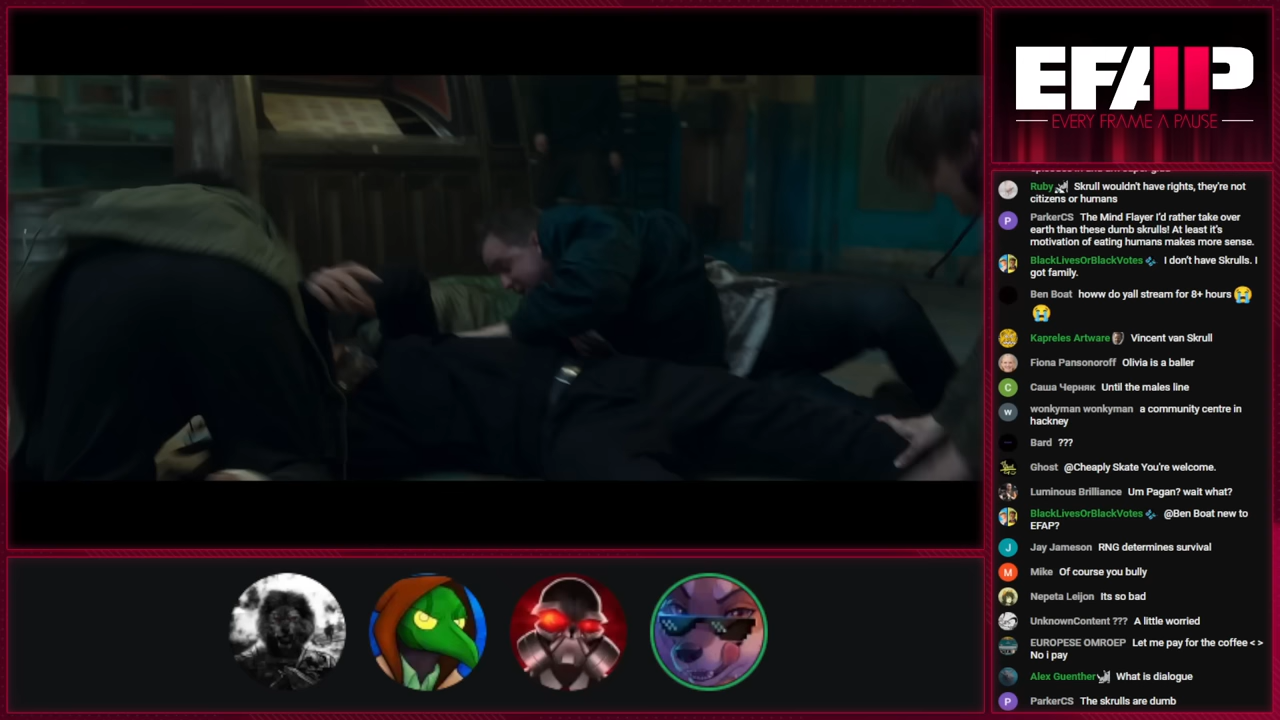 EFAP
EVERY FRAME A PAUSE
Ruby Skrull wouldn't have rights, they're not
citizens or humans
ParkerCS The Mind Flayer I'd rather take over
earth than these dumb skrulls! At least it's
motivation of eating humans makes more sense.
BlackLivesOrBlackVotes I don't have Skrulls. I
got family.
Ben Boat howw do yall stream for 8+ hours 😭
😭
Kapreles Artware Vincent van Skrull
Fiona Pansonoroff Olivia is a baller
Саша Черняк Until the males line
wonkyman wonkyman a community centre in
hackney
Bard ???
Ghost @Cheaply Skate You're welcome.
Luminous Brilliance Um Pagan? wait what?
BlackLivesOrBlackVotes @Ben Boat new to
EFAP?
Jay Jameson RNG determines survival
Mike Of course you bully
Nepeta Leijon Its so bad
UnknownContent ??? A little worried
EUROPESE OMROEP Let me pay for the coffee < >
No i pay
Alex Guenther What is dialogue
ParkerCS The skrulls are dumb